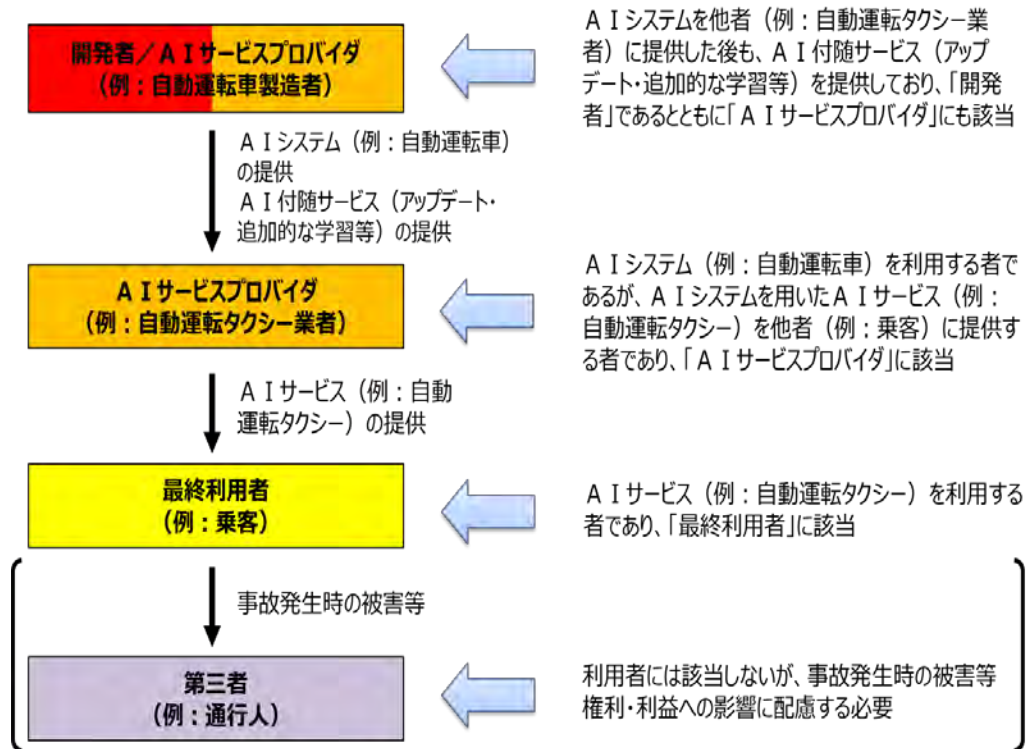 開発者／ＡＩサービスプロバイダ
（例：自動運転車製造者）
ＡＩシステムを他者（例：自動運転タクシー業
者）に提供した後も、ＡＩ付随サービス（アップ
デート・追加的な学習等）を提供しており、「開発
者」であるとともに「ＡＩサービスプロバイダ」にも該当
ＡＩシステム（例：自動運転車）
の提供
ＡＩ付随サービス（アップデート・
追加的な学習等）の提供
ＡＩサービスプロバイダ
（例：自動運転タクシー業者）
ＡＩシステム（例：自動運転車）を利用する者で
あるが、ＡＩシステムを用いたＡＩサービス（例：
自動運転タクシー）を他者（例：乗客）に提供す
る者であり、「ＡＩサービスプロバイダ」に該当
ＡＩサービス（例：自動
運転タクシー）の提供
最終利用者
（例：乗客）
ＡＩサービス（例：自動運転タクシー）を利用する
者であり、「最終利用者」に該当
事故発生時の被害等
第三者
（例：通行人）
利用者には該当しないが、事故発生時の被害等
権利・利益への影響に配慮する必要